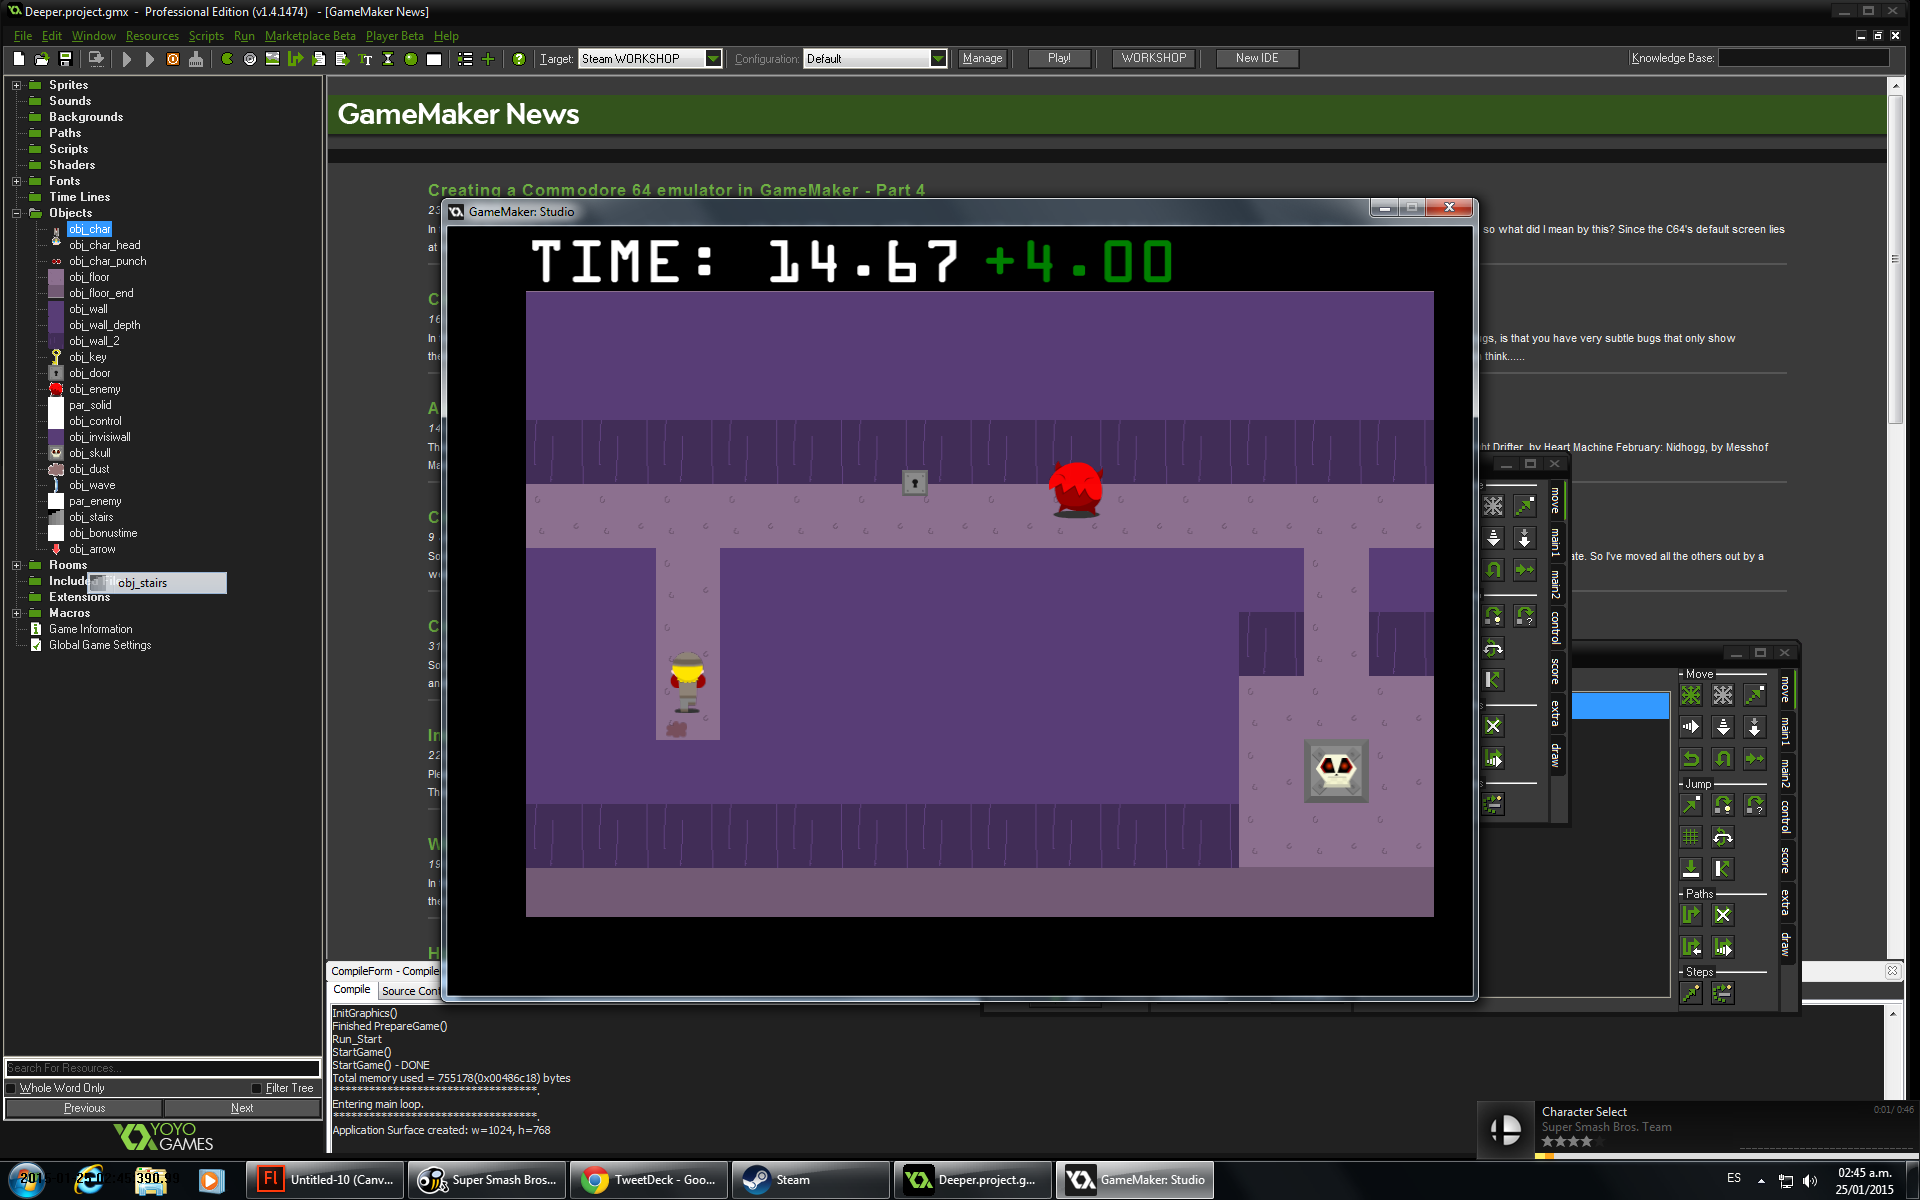 Deeper.project.gmx - Professional Edition (v1.4.1474) - [GameMaker News]
File Edit Window Resources Scripts Run Marketplace Beta Player Beta Help
Target: Steam WORKSHOP Configuration: Default Manage Play! WORKSHOP New IDE Knowledge Base:
Sprites
Sounds
Backgrounds
Paths
Scripts
Shaders
Fonts
Time Lines
Objects
obj_char
obj_char_head
obj_char_punch
obj_floor
obj_floor_end
obj_wall
obj_wall_depth
obj_wall_2
obj_key
obj_door
obj_enemy
par_solid
obj_control
obj_invisiwall
obj_skull
obj_dust
obj_wave
par_enemy
obj_stairs
obj_bonustime
obj_arrow
Rooms
obj_stairs
Extensions
Macros
Game Information
Global Game Settings
Search For Resources...
Whole Word Only Filter Tree
Previous Next
YOYO
GAMES
GameMaker News
Creating a Commodore 64 emulator in GameMaker - Part 4
so what did I mean by this? Since the C64's default screen lies
gs, is that you have very subtle bugs that only show
think......
ht Drifter, by Heart Machine February: Nidhogg, by Messhof
ate. So I've moved all the others out by a
GameMaker: Studio
TIME: 14.67 +4.00
move
main1
main2
control
score
extra
draw
Move
Jump
Paths
Steps
move
main1
main2
control
score
extra
draw
CompileForm - Compile
Compile Source Cont
InitGraphics()
Finished PrepareGame()
Run_Start
StartGame()
StartGame() - DONE
Total memory used = 755178(0x00486c18) bytes
***********************************.
Entering main loop.
***********************************.
Application Surface created: w=1024, h=768
Character Select 0:01/ 0:46
Super Smash Bros. Team
Untitled-10 (Canv...
Super Smash Bros...
TweetDeck - Goo...
Steam
Deeper.project.g...
GameMaker: Studio
ES
02:45 a.m.
25/01/2015